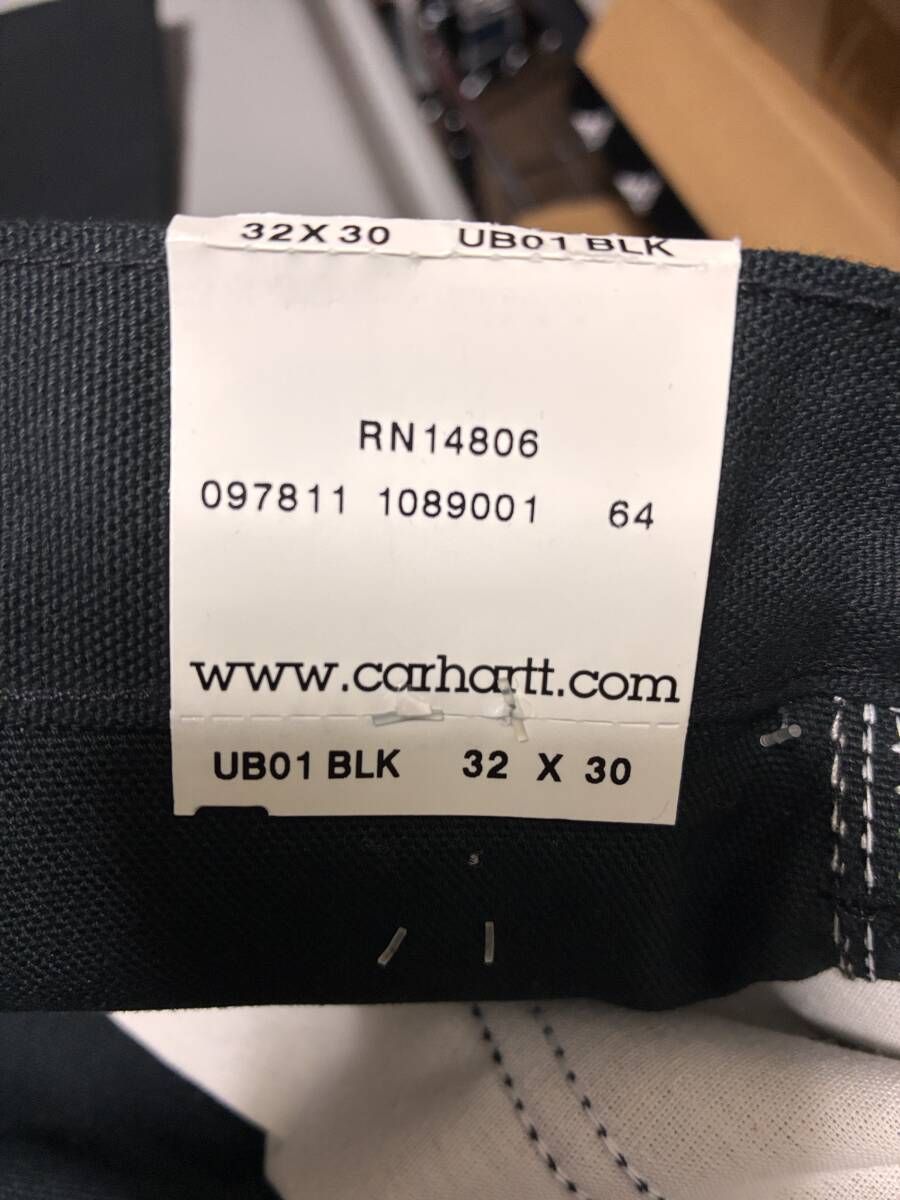 32X30 UB01 BLK
RN14806
097811 1089001 64
www.carhartt.com
UB01 BLK 32 X 30